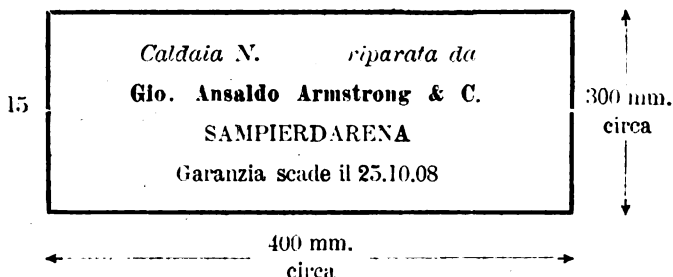 Caldaia N. riparata da
Gio. Ansaldo Armstrong & C.
SAMPIERDARENA
Garanzia scade il 25.10.08
15
300 mm.
circa
400 mm.
circa